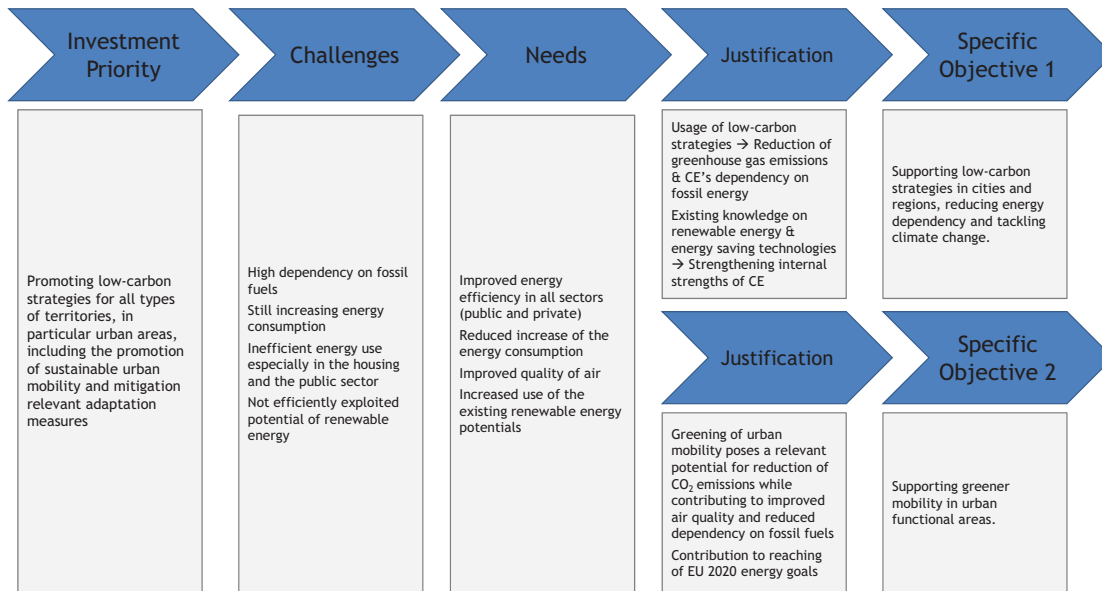 Investment
Priority
Challenges
Needs
Justification
Specific
Objective 1
Promoting low-carbon
strategies for all types
of territories, in
particular urban areas,
including the promotion
of sustainable urban
mobility and mitigation
relevant adaptation
measures
High dependency on fossil
fuels
Still increasing energy
consumption
Inefficient energy use
especially in the housing
and the public sector
Not efficiently exploited
potential of renewable
energy
Improved energy
efficiency in all sectors
(public and private)
Reduced increase of the
energy consumption
Improved quality of air
Increased use of the
existing renewable energy
potentials
Usage of low-carbon
strategies → Reduction of
greenhouse gas emissions
& CE's dependency on
fossil energy
Existing knowledge on
renewable energy &
energy saving technologies
→ Strengthening internal
strengths of CE
Supporting low-carbon
strategies in cities and
regions, reducing energy
dependency and tackling
climate change.
Justification
Specific
Objective 2
Greening of urban
mobility poses a relevant
potential for reduction of
CO₂ emissions while
contributing to improved
air quality and reduced
dependency on fossil fuels
Contribution to reaching
of EU 2020 energy goals
Supporting greener
mobility in urban
functional areas.